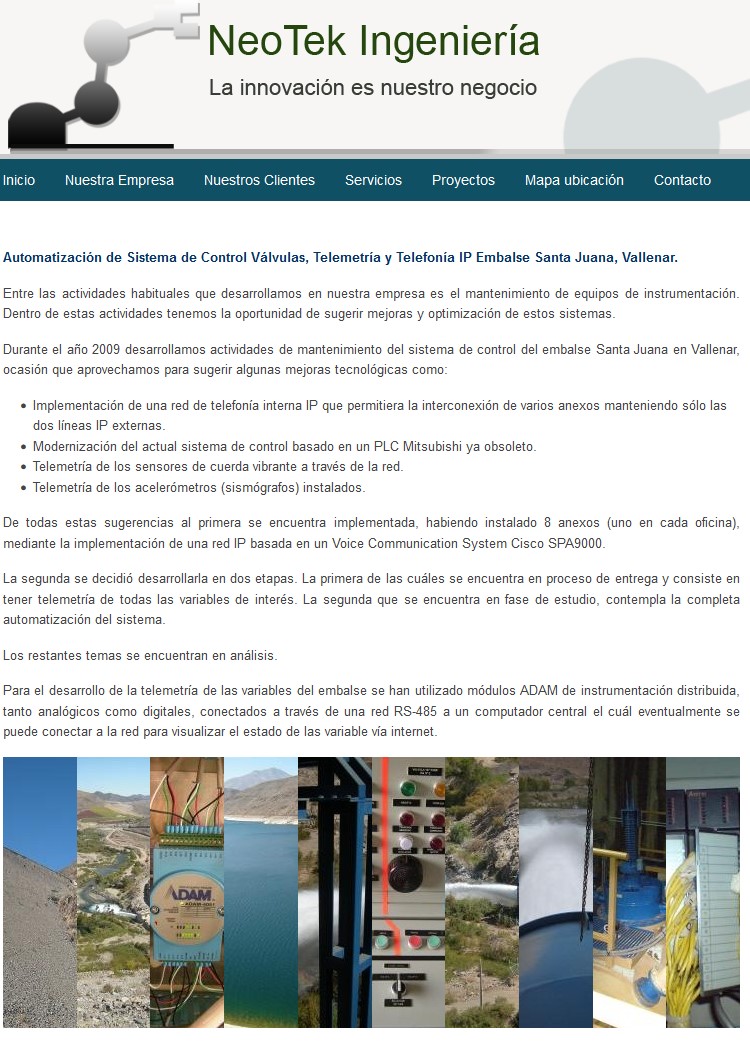 NeoTek Ingeniería
La innovación es nuestro negocio
Inicio Nuestra Empresa Nuestros Clientes Servicios Proyectos Mapa ubicación Contacto
Automatización de Sistema de Control Válvulas, Telemetría y Telefonía IP Embalse Santa Juana, Vallenar.
Entre las actividades habituales que desarrollamos en nuestra empresa es el mantenimiento de equipos de instrumentación.
Dentro de estas actividades tenemos la oportunidad de sugerir mejoras y optimización de estos sistemas.
Durante el año 2009 desarrollamos actividades de mantenimiento del sistema de control del embalse Santa Juana en Vallenar,
ocasión que aprovechamos para sugerir algunas mejoras tecnológicas como:
• Implementación de una red de telefonía interna IP que permitiera la interconexión de varios anexos manteniendo sólo las
dos líneas IP externas.
• Modernización del actual sistema de control basado en un PLC Mitsubishi ya obsoleto.
• Telemetría de los sensores de cuerda vibrante a través de la red.
• Telemetría de los acelerómetros (sismógrafos) instalados.
De todas estas sugerencias al primera se encuentra implementada, habiendo instalado 8 anexos (uno en cada oficina),
mediante la implementación de una red IP basada en un Voice Communication System Cisco SPA9000.
La segunda se decidió desarrollarla en dos etapas. La primera de las cuáles se encuentra en proceso de entrega y consiste en
tener telemetría de todas las variables de interés. La segunda que se encuentra en fase de estudio, contempla la completa
automatización del sistema.
Los restantes temas se encuentran en análisis.
Para el desarrollo de la telemetría de las variables del embalse se han utilizado módulos ADAM de instrumentación distribuida,
tanto analógicos como digitales, conectados a través de una red RS-485 a un computador central el cuál eventualmente se
puede conectar a la red para visualizar el estado de las variable vía internet.
ADAM